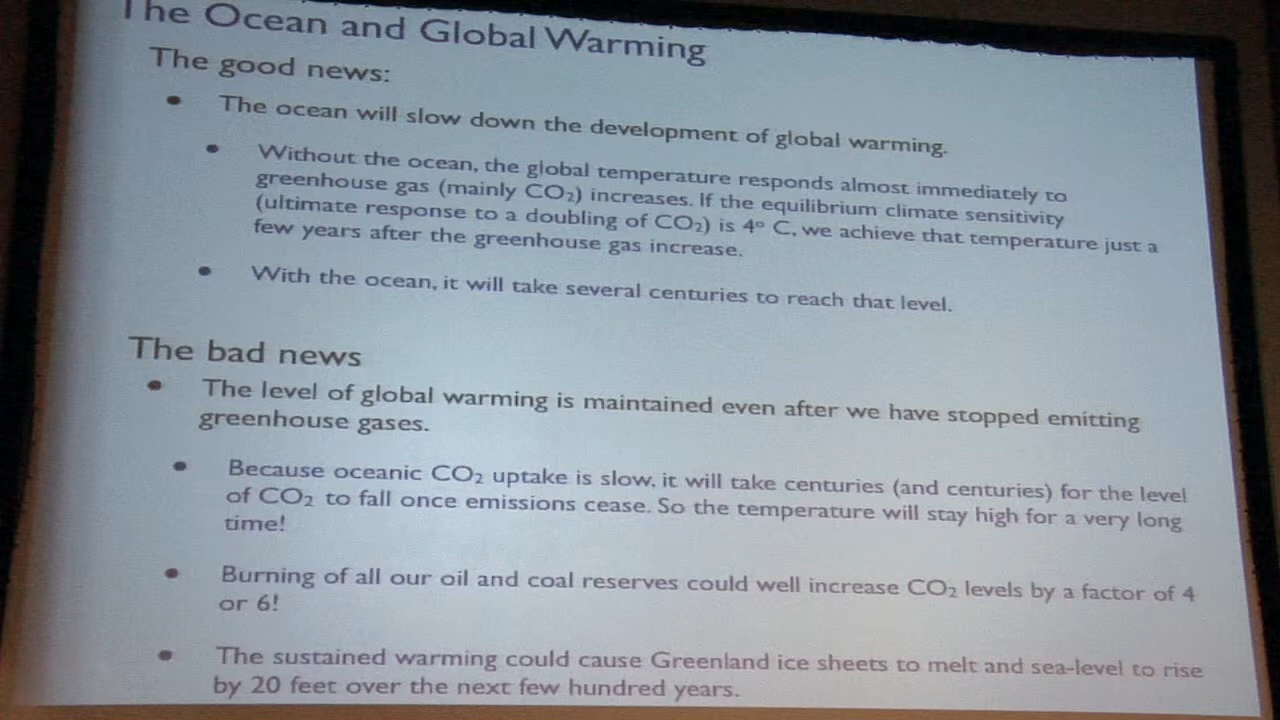 The Ocean and Global Warming
The good news:
• The ocean will slow down the development of global warming.
• Without the ocean, the global temperature responds almost immediately to
greenhouse gas (mainly CO₂) increases. If the equilibrium climate sensitivity
(ultimate response to a doubling of CO₂) is 4º C, we achieve that temperature just a
few years after the greenhouse gas increase.
• With the ocean, it will take several centuries to reach that level.
The bad news
• The level of global warming is maintained even after we have stopped emitting
greenhouse gases.
• Because oceanic CO₂ uptake is slow, it will take centuries (and centuries) for the level
of CO₂ to fall once emissions cease. So the temperature will stay high for a very long
time!
• Burning of all our oil and coal reserves could well increase CO₂ levels by a factor of 4
or 6!
• The sustained warming could cause Greenland ice sheets to melt and sea-level to rise
by 20 feet over the next few hundred years.